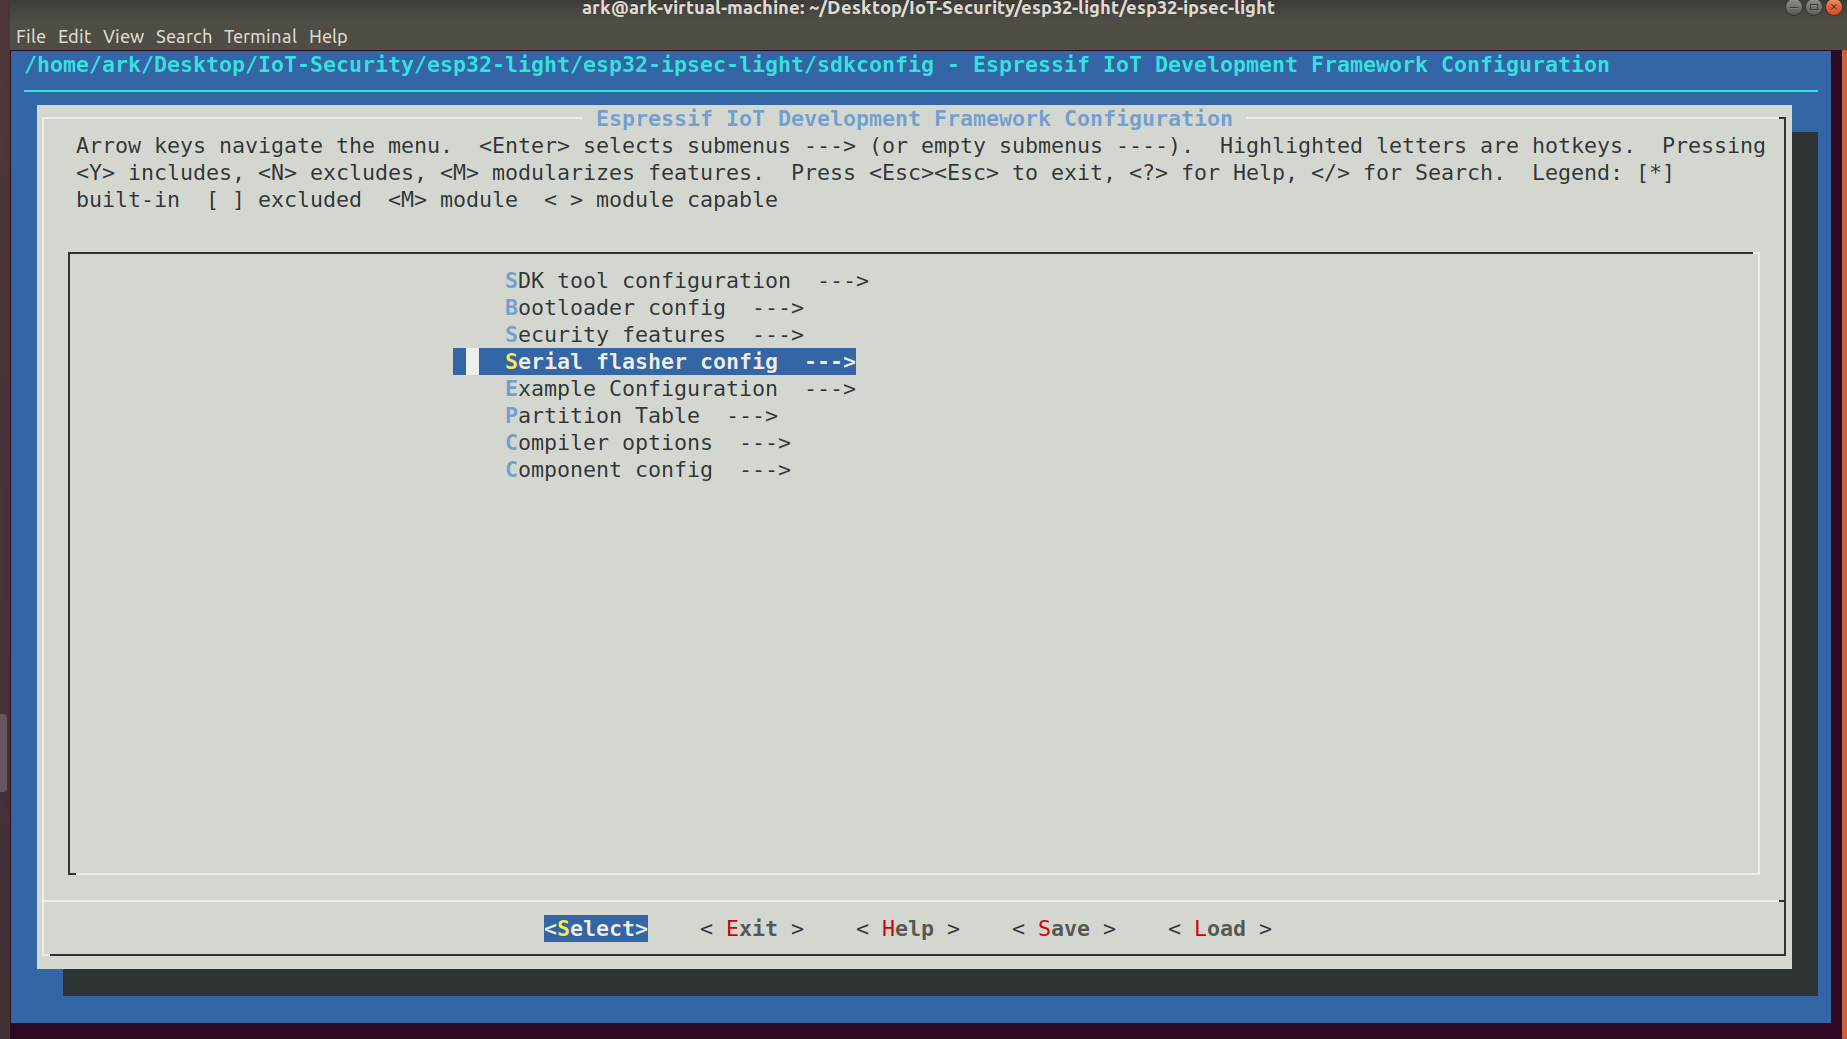 ark@ark-virtual-machine: ~/Desktop/IoT-Security/esp32-light/esp32-ipsec-light
File Edit View Search Terminal Help
/home/ark/Desktop/IoT-Security/esp32-light/esp32-ipsec-light/sdkconfig - Espressif IoT Development Framework Configuration
Espressif IoT Development Framework Configuration
Arrow keys navigate the menu.  <Enter> selects submenus ---> (or empty submenus ----).  Highlighted letters are hotkeys.  Pressing
<Y> includes, <N> excludes, <M> modularizes features.  Press <Esc><Esc> to exit, <?> for Help, </> for Search.  Legend: [*]
built-in  [ ] excluded  <M> module  < > module capable
SDK tool configuration  --->
Bootloader config  --->
Security features  --->
Serial flasher config  --->
Example Configuration  --->
Partition Table  --->
Compiler options  --->
Component config  --->
<Select>    < Exit >    < Help >    < Save >    < Load >